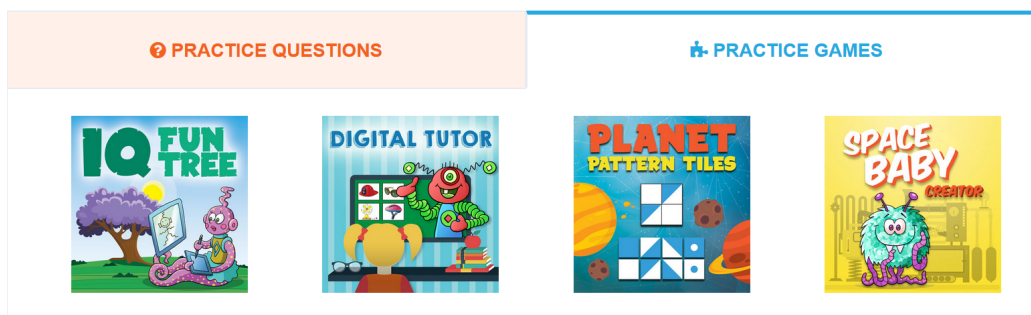 PRACTICE QUESTIONS
PRACTICE GAMES
IQ FUN
TREE
DIGITAL TUTOR
PLANET
PATTERN TILES
SPACE
BABY
CREATOR